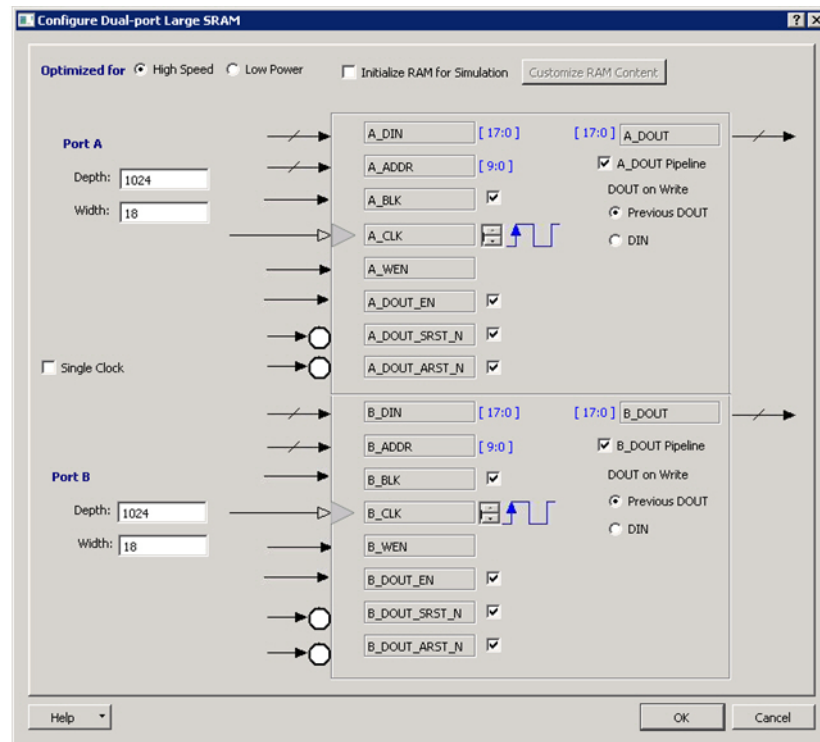 Configure Dual-port Large SRAM
Optimized for High Speed Low Power Initialize RAM for Simulation Customize RAM Content
Port A
Depth: 1024
Width: 18
A_DIN [17:0] [17:0] A_DOUT
A_ADDR [9:0] A_DOUT Pipeline
A_BLK DOUT on Write
Previous DOUT
A_CLK DIN
A_WEN
A_DOUT_EN
A_DOUT_SRST_N
Single Clock A_DOUT_ARST_N
B_DIN [17:0] [17:0] B_DOUT
B_ADDR [9:0] B_DOUT Pipeline
Port B B_BLK DOUT on Write
Previous DOUT
Depth: 1024 B_CLK
DIN
Width: 18 B_WEN
B_DOUT_EN
B_DOUT_SRST_N
B_DOUT_ARST_N
Help OK Cancel